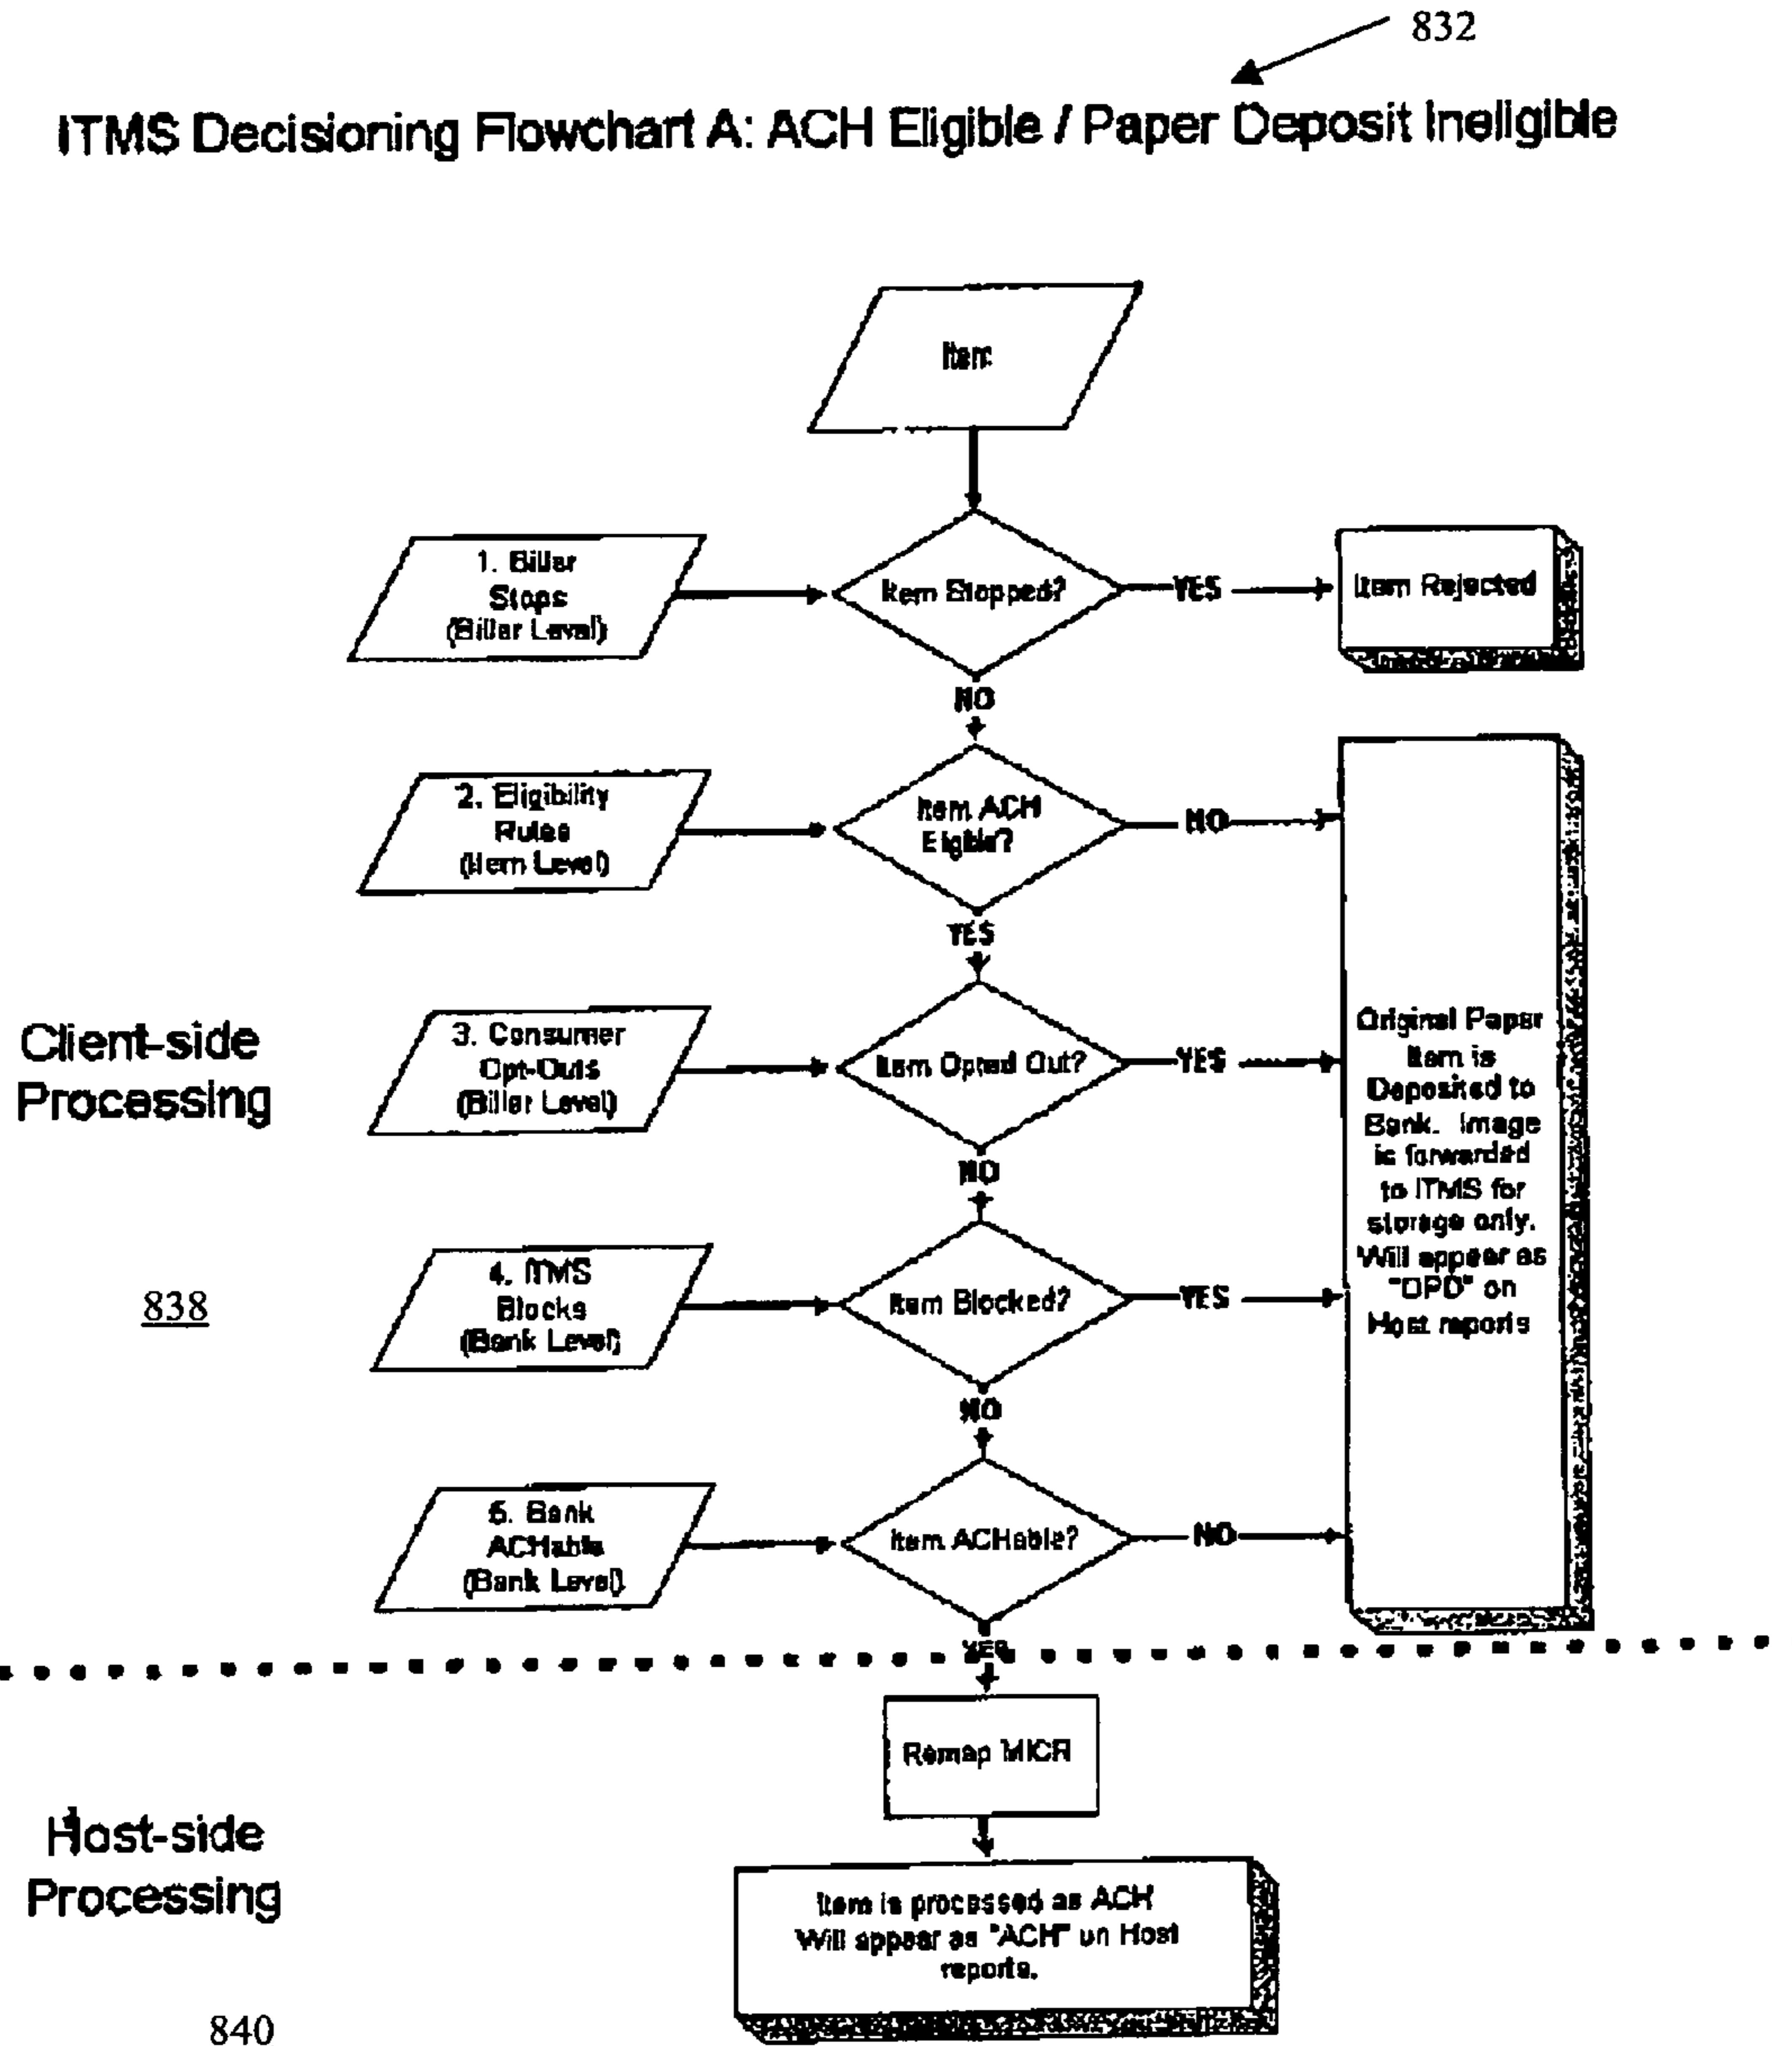 832
ITMS Decisioning Flowchart A: ACH Eligible / Paper Deposit Ineligible
Item
1. Biller
Stops
(Biller Level)
Item Stopped?
YES
Item Rejected
NO
2. Eligibility
Rules
(Item Level)
Item ACH
Eligible?
NO
YES
Client-side
Processing
3. Consumer
Opt-Outs
(Biller Level)
Item Opted Out?
YES
Original Paper
Item is
Deposited to
Bank. Image
is forwarded
to ITMS for
storage only.
Will appear as
"OPD" on
Host reports
NO
838
4. ITMS
Blocks
(Bank Level)
Item Blocked?
YES
NO
5. Bank
ACHable
(Bank Level)
Item ACHable?
NO
YES
Remap MICR
Host-side
Processing
Item is processed as ACH
Will appear as "ACH" on Host
reports.
840